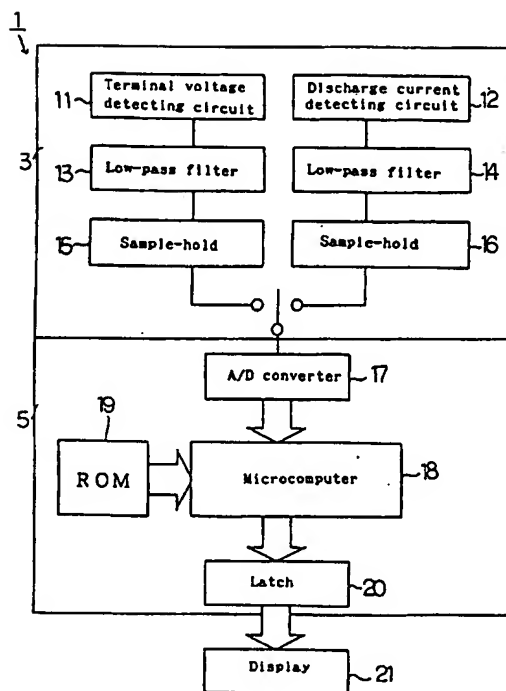 1
Terminal voltage
detecting circuit
11
Discharge current
detecting circuit
12
3
Low-pass filter
13
Low-pass filter
14
Sample-hold
15
Sample-hold
16
5
A/D converter
17
19
ROM
Microcomputer
18
Latch
20
Display
21